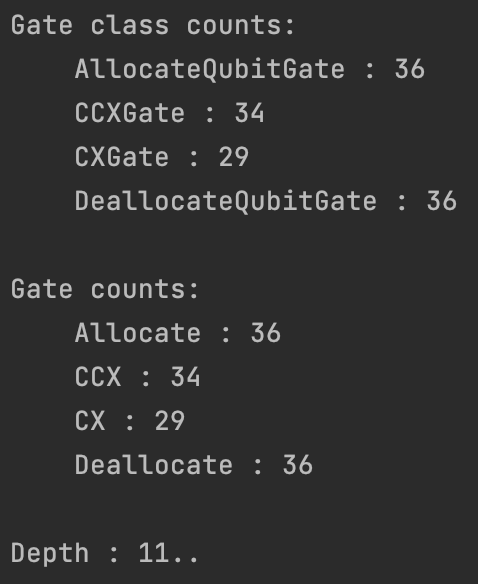 Gate class counts:
AllocateQubitGate : 36
CCXGate : 34
CXGate : 29
DeallocateQubitGate : 36
Gate counts:
Allocate : 36
CCX : 34
CX : 29
Deallocate : 36
Depth : 11..